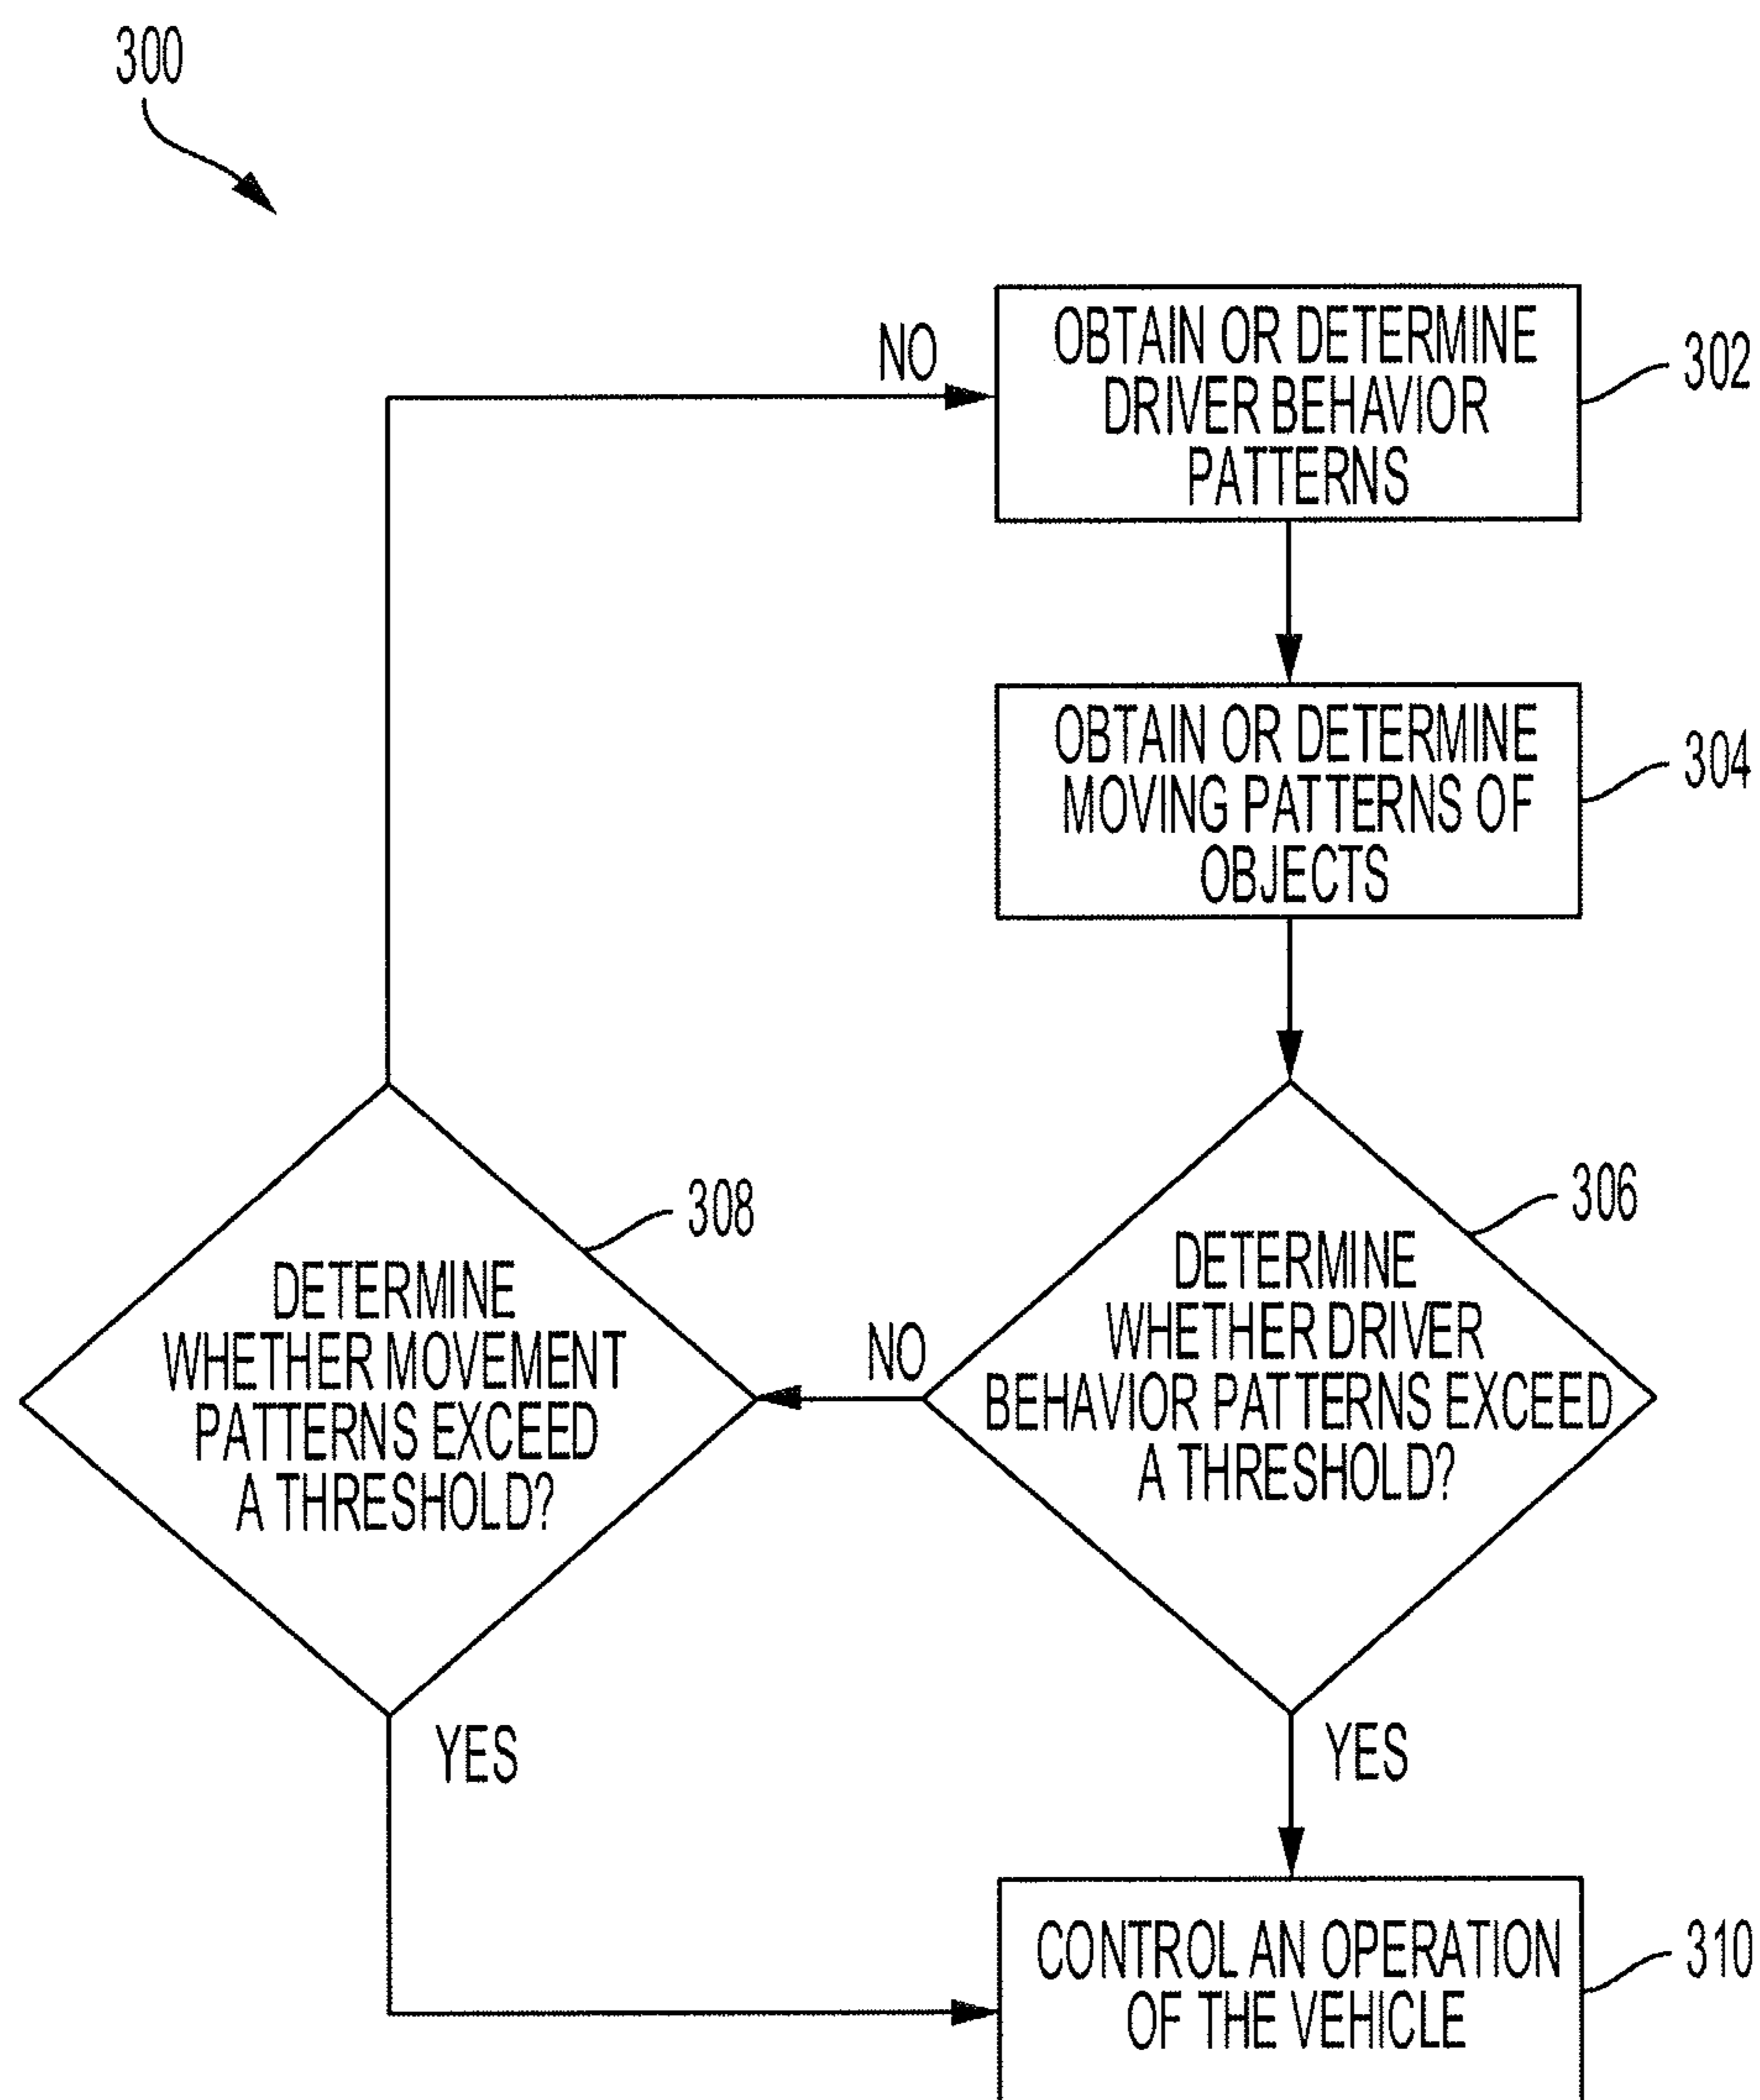 300
NO
OBTAIN OR DETERMINE
DRIVER BEHAVIOR
PATTERNS
302
OBTAIN OR DETERMINE
MOVING PATTERNS OF
OBJECTS
304
308
DETERMINE
WHETHER MOVEMENT
PATTERNS EXCEED
A THRESHOLD?
NO
306
DETERMINE
WHETHER DRIVER
BEHAVIOR PATTERNS EXCEED
A THRESHOLD?
YES
YES
CONTROL AN OPERATION
OF THE VEHICLE
310